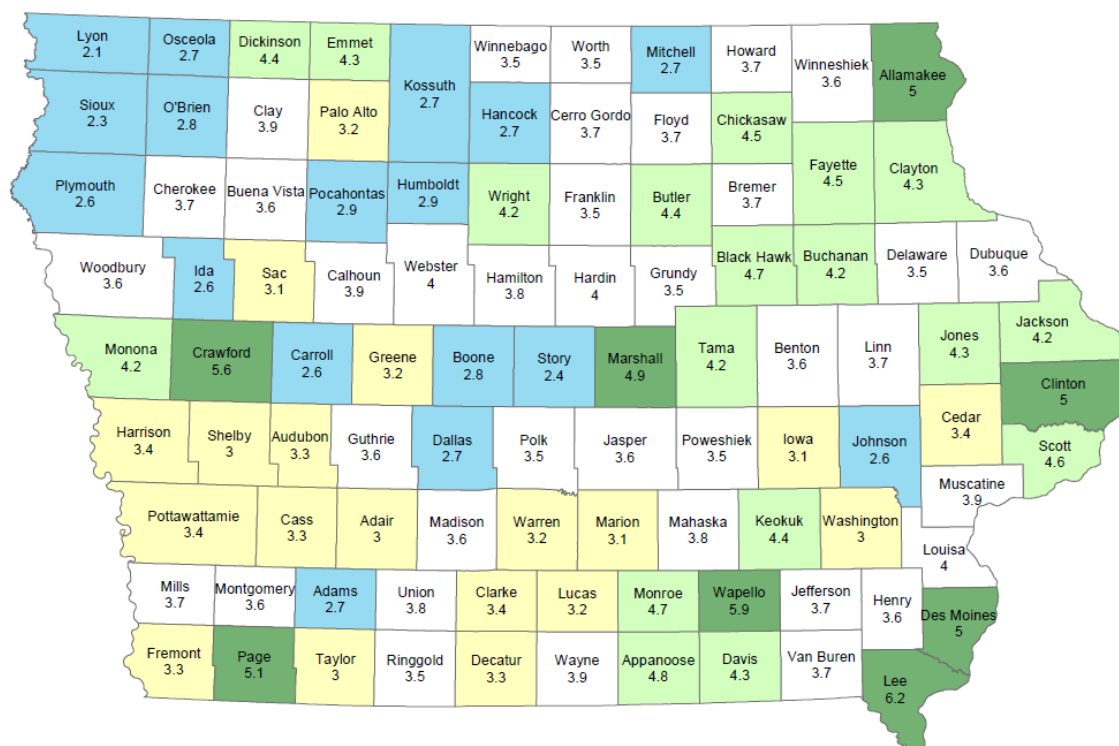 Lyon
2.1
Osceola
2.7
Dickinson
4.4
Emmet
4.3
Kossuth
2.7
Winnebago
3.5
Worth
3.5
Mitchell
2.7
Howard
3.7
Winneshiek
3.6
Allamakee
5
Sioux
2.3
O'Brien
2.8
Clay
3.9
Palo Alto
3.2
Hancock
2.7
Cerro Gordo
3.7
Floyd
3.7
Chickasaw
4.5
Fayette
4.5
Clayton
4.3
Plymouth
2.6
Cherokee
3.7
Buena Vista
3.6
Pocahontas
2.9
Humboldt
2.9
Wright
4.2
Franklin
3.5
Butler
4.4
Bremer
3.7
Woodbury
3.6
Ida
2.6
Sac
3.1
Calhoun
3.9
Webster
4
Hamilton
3.8
Hardin
4
Grundy
3.5
Black Hawk
4.7
Buchanan
4.2
Delaware
3.5
Dubuque
3.6
Monona
4.2
Crawford
5.6
Carroll
2.6
Greene
3.2
Boone
2.8
Story
2.4
Marshall
4.9
Tama
4.2
Benton
3.6
Linn
3.7
Jones
4.3
Jackson
4.2
Clinton
5
Harrison
3.4
Shelby
3
Audubon
3.3
Guthrie
3.6
Dallas
2.7
Polk
3.5
Jasper
3.6
Poweshiek
3.5
Iowa
3.1
Johnson
2.6
Cedar
3.4
Scott
4.6
Muscatine
3.9
Pottawattamie
3.4
Cass
3.3
Adair
3
Madison
3.6
Warren
3.2
Marion
3.1
Mahaska
3.8
Keokuk
4.4
Washington
3
Louisa
4
Mills
3.7
Montgomery
3.6
Adams
2.7
Union
3.8
Clarke
3.4
Lucas
3.2
Monroe
4.7
Wapello
5.9
Jefferson
3.7
Henry
3.6
Des Moines
5
Fremont
3.3
Page
5.1
Taylor
3
Ringgold
3.5
Decatur
3.3
Wayne
3.9
Appanoose
4.8
Davis
4.3
Van Buren
3.7
Lee
6.2